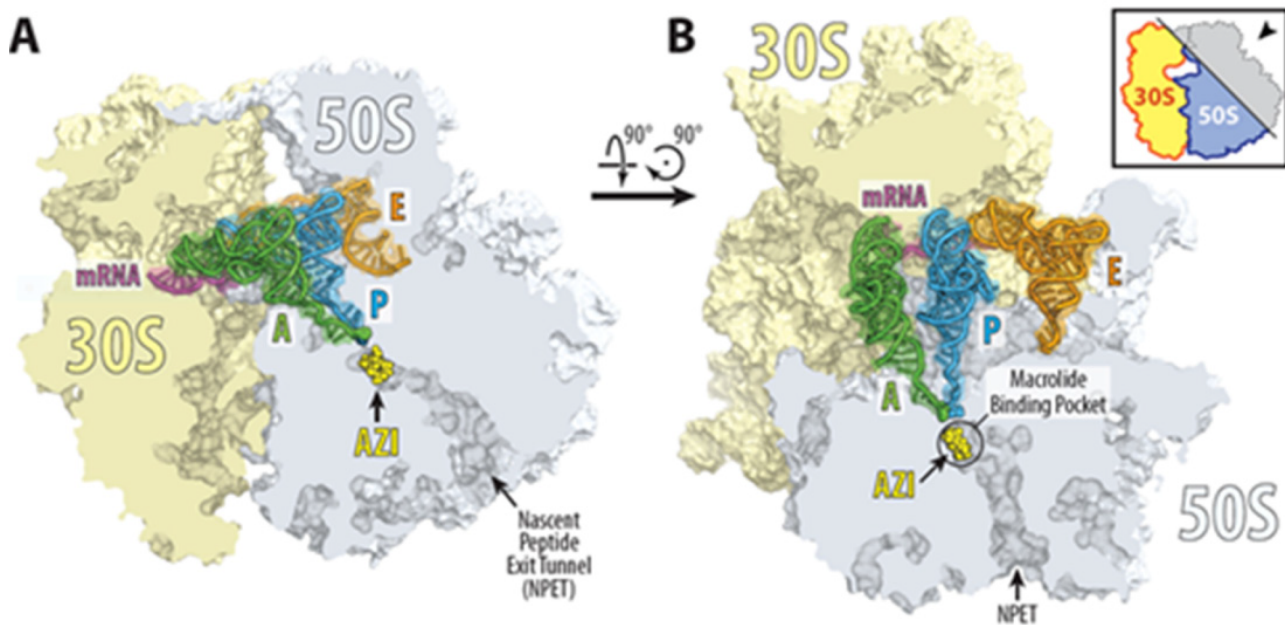 A
50S
E
mRNA
P
A
30S
AZI
Nascent
Peptide
Exit Tunnel
(NPET)
90° 90°
B
30S
30S
50S
mRNA
E
P
A
Macrolide
Binding Pocket
AZI
50S
NPET